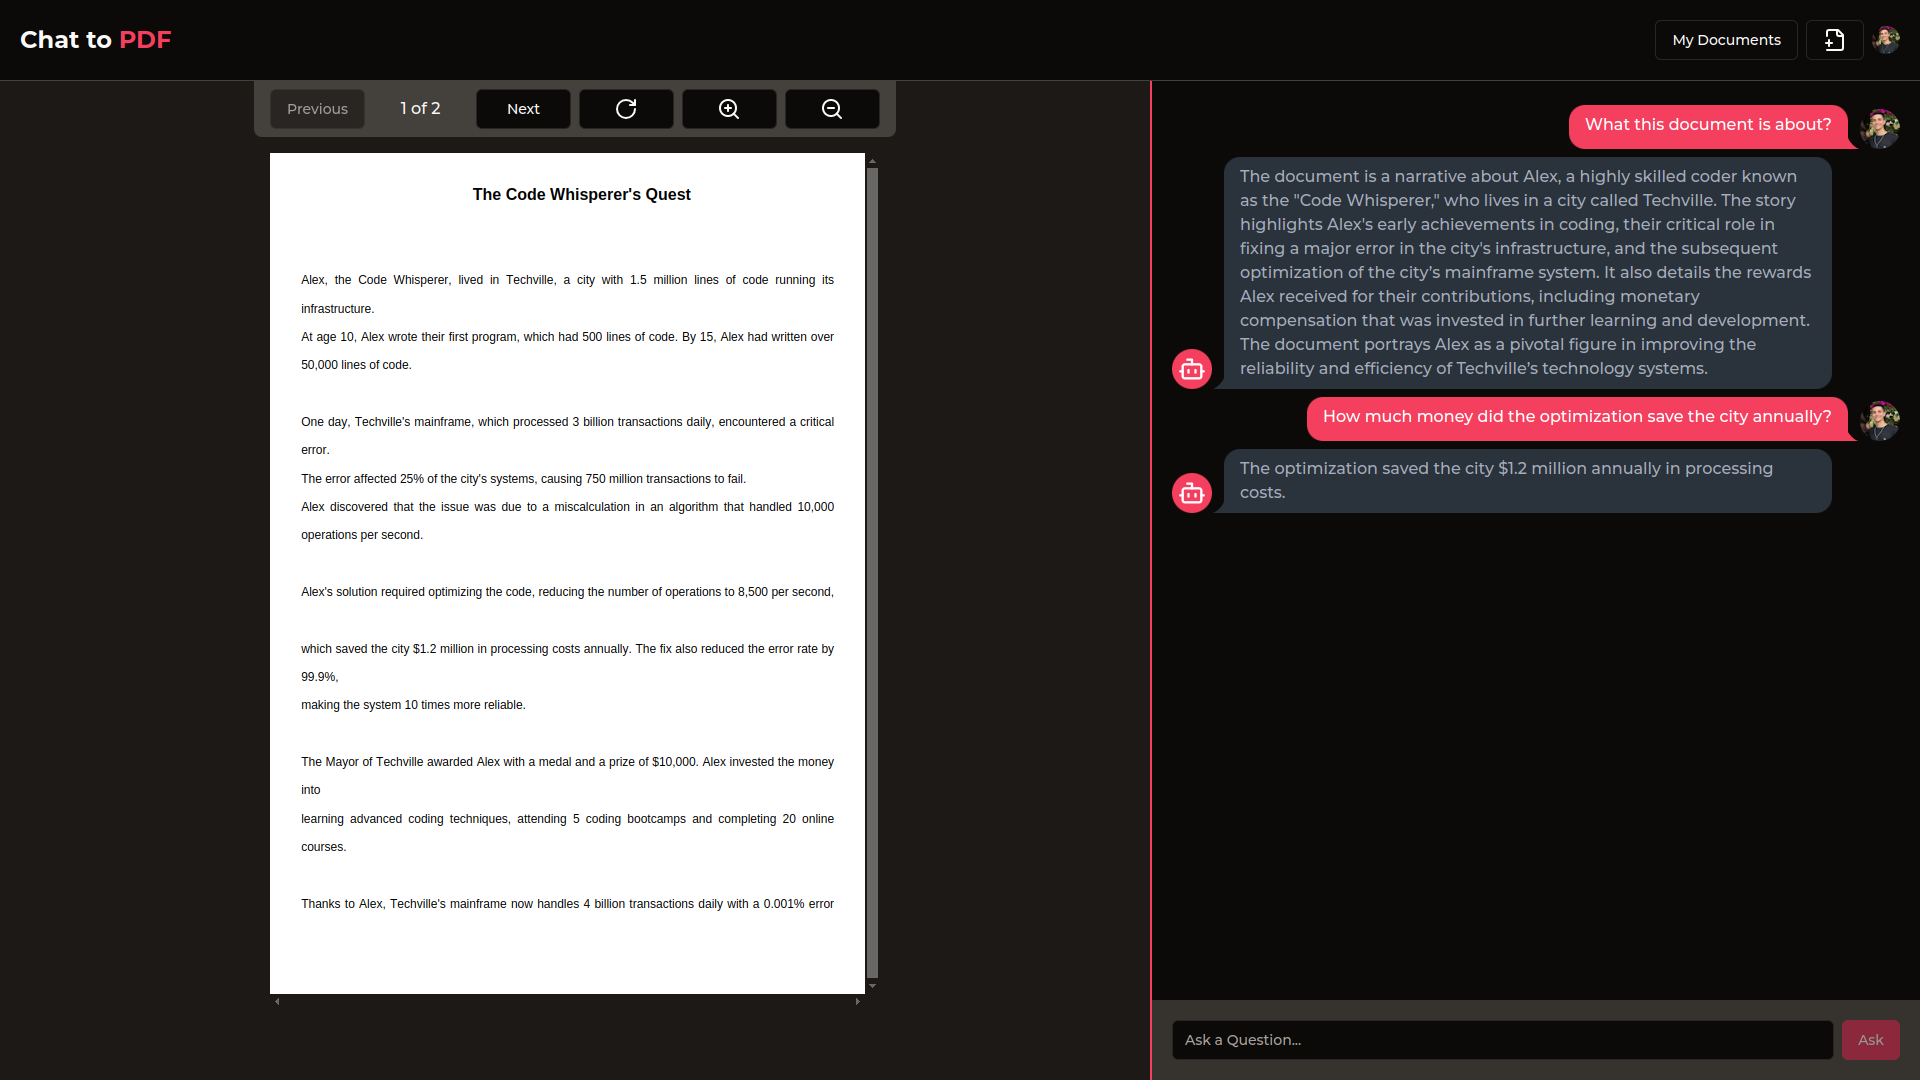 Chat to PDF
My Documents
Previous
1 of 2
Next
The Code Whisperer's Quest
Alex, the Code Whisperer, lived in Techville, a city with 1.5 million lines of code running its
infrastructure.
At age 10, Alex wrote their first program, which had 500 lines of code. By 15, Alex had written over
50,000 lines of code.
One day, Techville's mainframe, which processed 3 billion transactions daily, encountered a critical
error.
The error affected 25% of the city's systems, causing 750 million transactions to fail.
Alex discovered that the issue was due to a miscalculation in an algorithm that handled 10,000
operations per second.
Alex's solution required optimizing the code, reducing the number of operations to 8,500 per second,
which saved the city $1.2 million in processing costs annually. The fix also reduced the error rate by
99.9%,
making the system 10 times more reliable.
The Mayor of Techville awarded Alex with a medal and a prize of $10,000. Alex invested the money
into
learning advanced coding techniques, attending 5 coding bootcamps and completing 20 online
courses.
Thanks to Alex, Techville's mainframe now handles 4 billion transactions daily with a 0.001% error
What this document is about?
The document is a narrative about Alex, a highly skilled coder known
as the "Code Whisperer," who lives in a city called Techville. The story
highlights Alex's early achievements in coding, their critical role in
fixing a major error in the city's infrastructure, and the subsequent
optimization of the city’s mainframe system. It also details the rewards
Alex received for their contributions, including monetary
compensation that was invested in further learning and development.
The document portrays Alex as a pivotal figure in improving the
reliability and efficiency of Techville’s technology systems.
How much money did the optimization save the city annually?
The optimization saved the city $1.2 million annually in processing
costs.
Ask a Question...
Ask